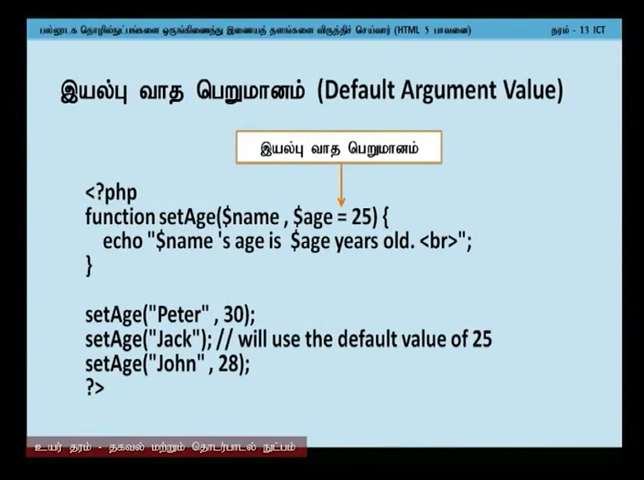 பல்லூடக தொழில்நுட்பங்களை ஒருங்கிணைத்து இணையத் தளங்களை விருத்திச் செய்வார் (HTML 5 பாவனை) தரம் - 13 ICT
இயல்பு வாத பெறுமானம் (Default Argument Value)
இயல்பு வாத பெறுமானம்
<?php
function setAge($name , $age = 25) {
echo "$name 's age is $age years old. <br>";
}
setAge("Peter" , 30);
setAge("Jack"); // will use the default value of 25
setAge("John" , 28);
?>
உயர் தரம் - தகவல் மற்றும் தொடர்பாடல் நுட்பம்